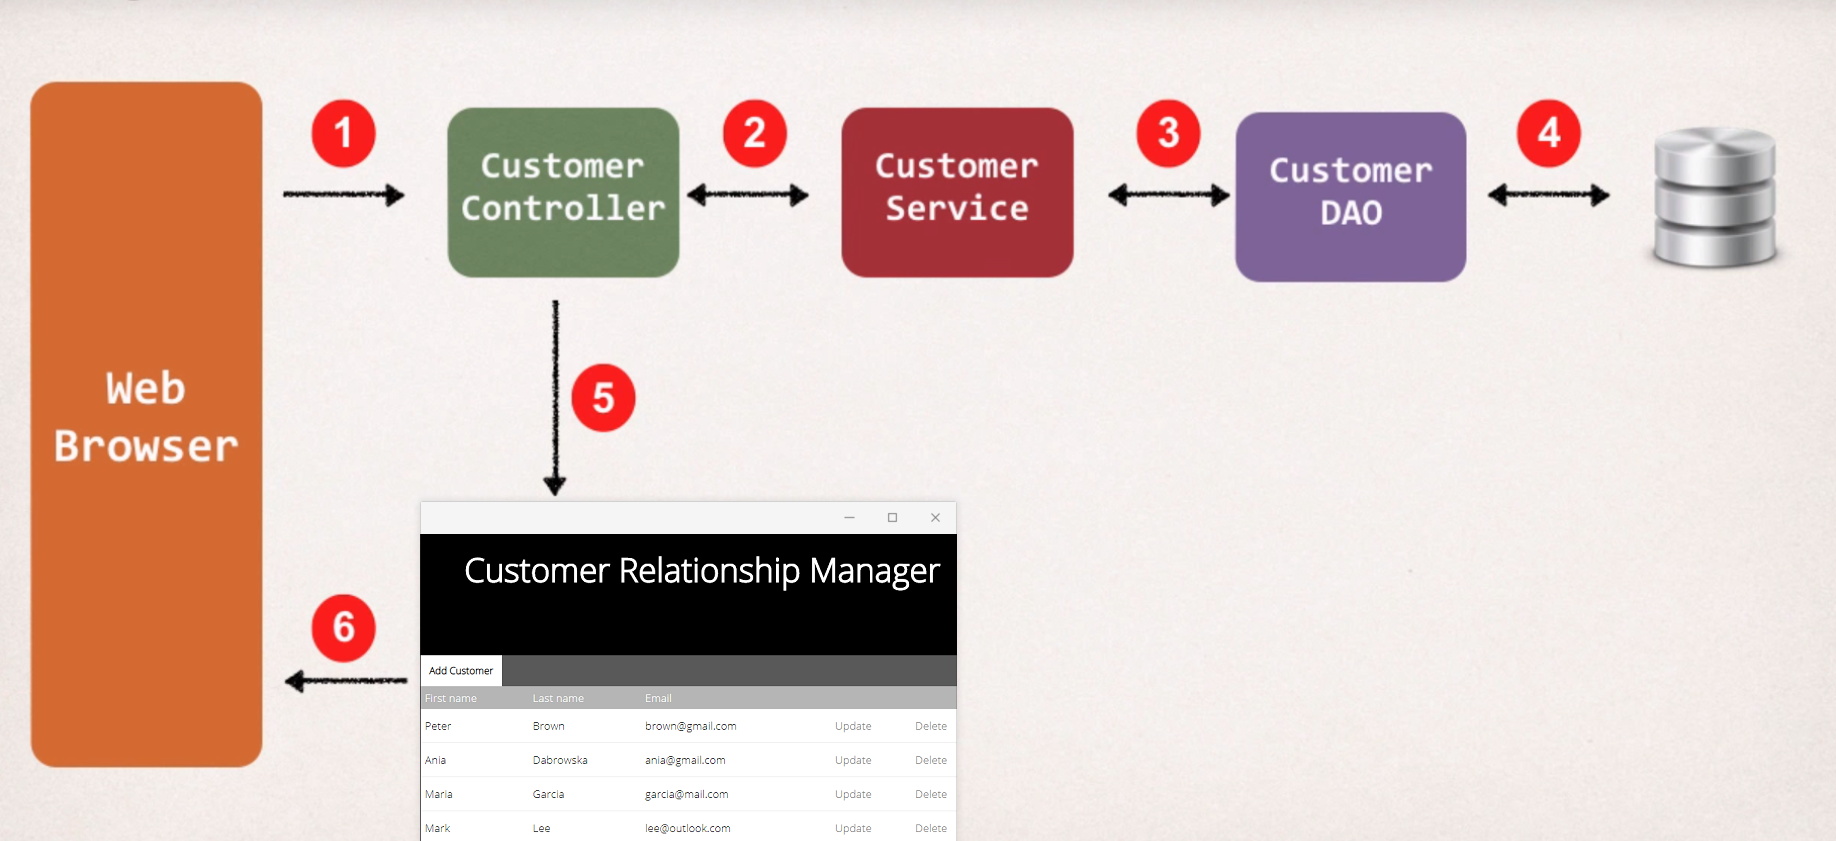 1
2
3
4
Customer
Controller
Customer
Service
Customer
DAO
Web
Browser
5
6
Customer Relationship Manager
Add Customer
First name Last name Email
Peter Brown brown@gmail.com Update Delete
Ania Dabrowska ania@gmail.com Update Delete
Maria Garcia garcia@mail.com Update Delete
Mark Lee lee@outlook.com Update Delete